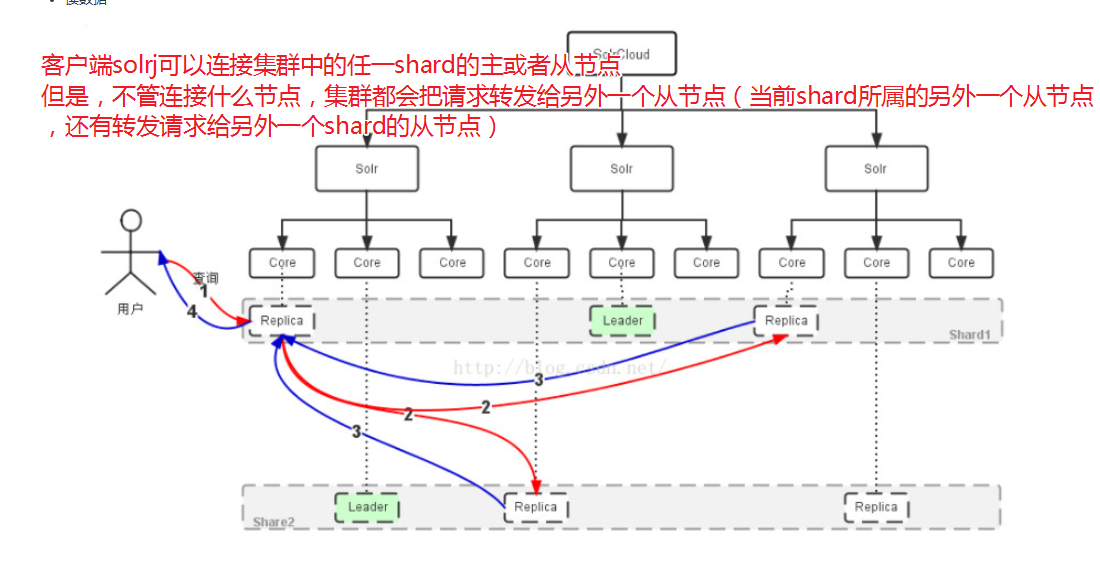 客户端solrj可以连接集群中的任一shard的主或者从节点
但是，不管连接什么节点，集群都会把请求转发给另外一个从节点（当前shard所属的另外一个从节点
，还有转发请求给另外一个shard的从节点）
SolrCloud
Solr
Solr
Solr
Core
Core
Core
Core
Core
Core
Core
Core
Core
用户
查询
1
4
Replica
Leader
Replica
Shard1
http://blog.csdn.net/
3
2
2
3
Leader
Replica
Replica
Share2